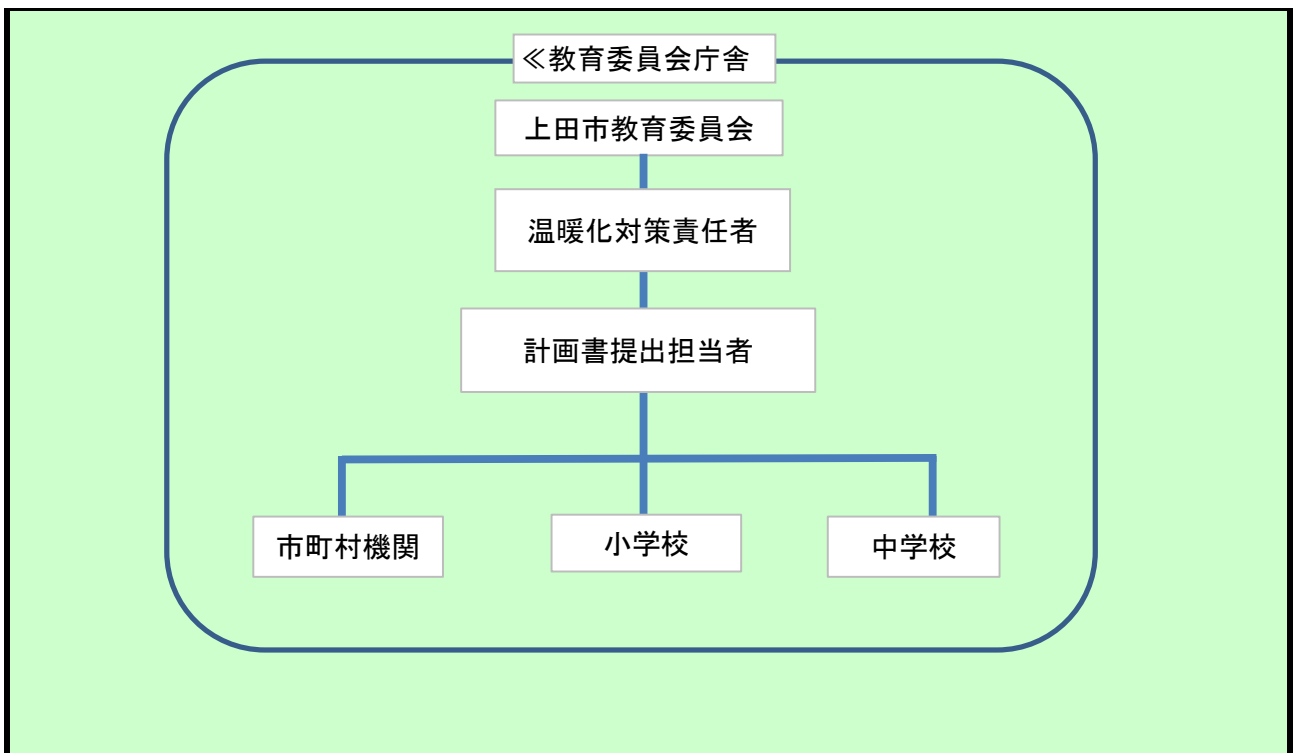 ≪教育委員会庁舎
上田市教育委員会
温暖化対策責任者
計画書提出担当者
市町村機関
小学校
中学校